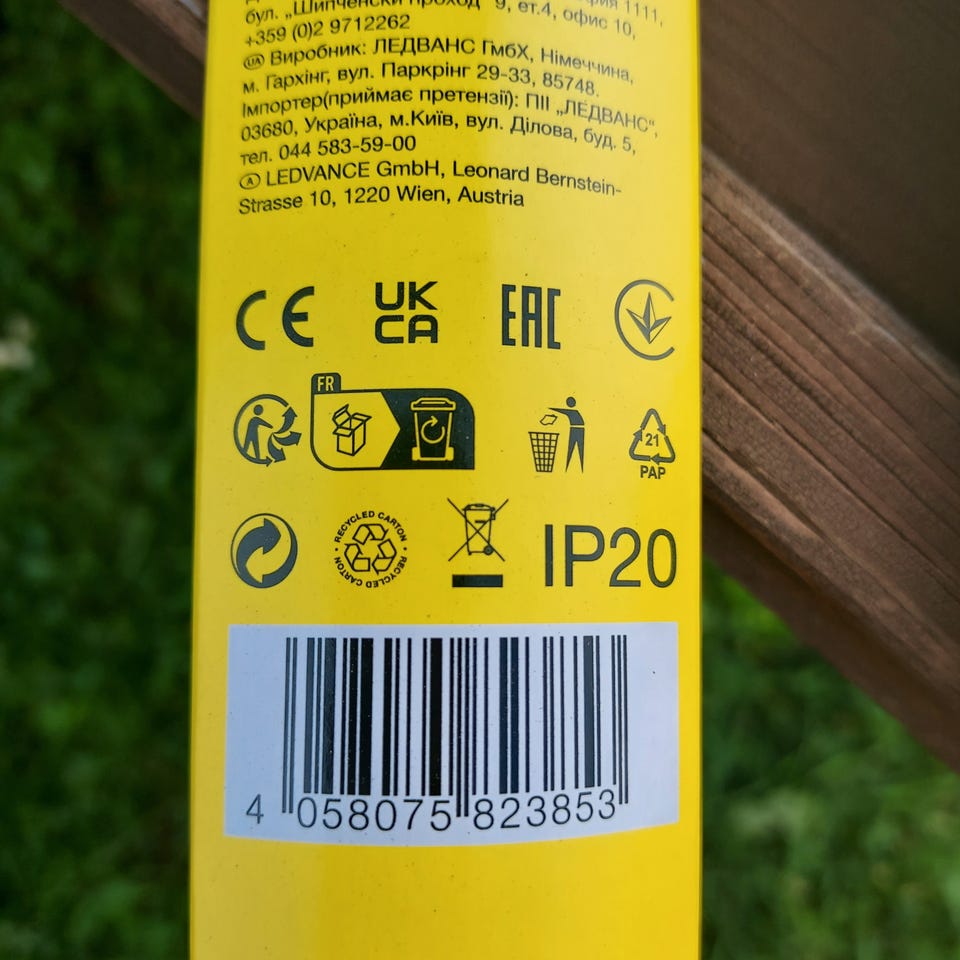 бул. „Шипченски проход“ 9, ет.4, офис 10,
+359 (0)2 9712262
UA Виробник: ЛЕДВАНС ГмбХ, Німеччина,
м. Гархінг, вул. Паркрінг 29-33, 85748.
Імпортер(приймає претензії): ПІІ „ЛЕДВАНС“,
03680, Україна, м.Київ, вул. Ділова, буд. 5,
тел. 044 583-59-00
A LEDVANCE GmbH, Leonard Bernstein-
Strasse 10, 1220 Wien, Austria
CE UK CA EAC
FR
21
PAP
RECYCLED CARTON • RECYCLED CARTON •
IP20
4 058075 823853